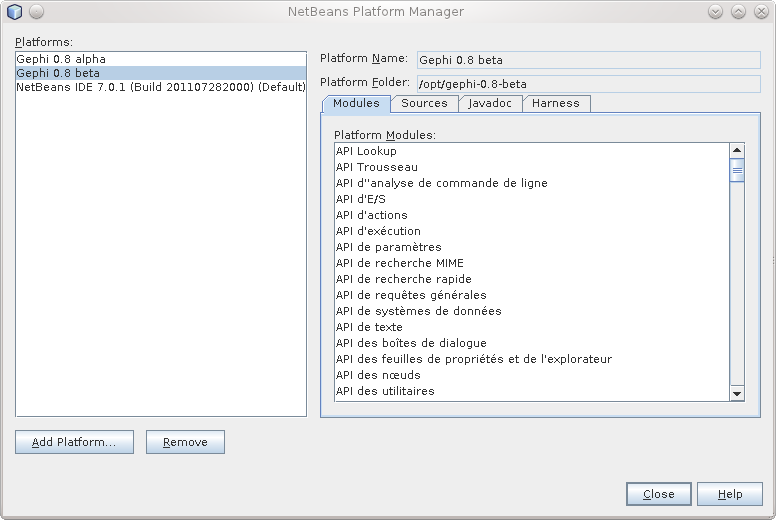 NetBeans Platform Manager
Platforms:
Gephi 0.8 alpha
Gephi 0.8 beta
NetBeans IDE 7.0.1 (Build 201107282000) (Default)
Platform Name: Gephi 0.8 beta
Platform Folder: /opt/gephi-0.8-beta
Modules Sources Javadoc Harness
Platform Modules:
API Lookup
API Trousseau
API d''analyse de commande de ligne
API d'E/S
API d'actions
API d'exécution
API de paramètres
API de recherche MIME
API de recherche rapide
API de requêtes générales
API de systèmes de données
API de texte
API des boîtes de dialogue
API des feuilles de propriétés et de l'explorateur
API des nœuds
API des utilitaires
Add Platform... Remove
Close Help